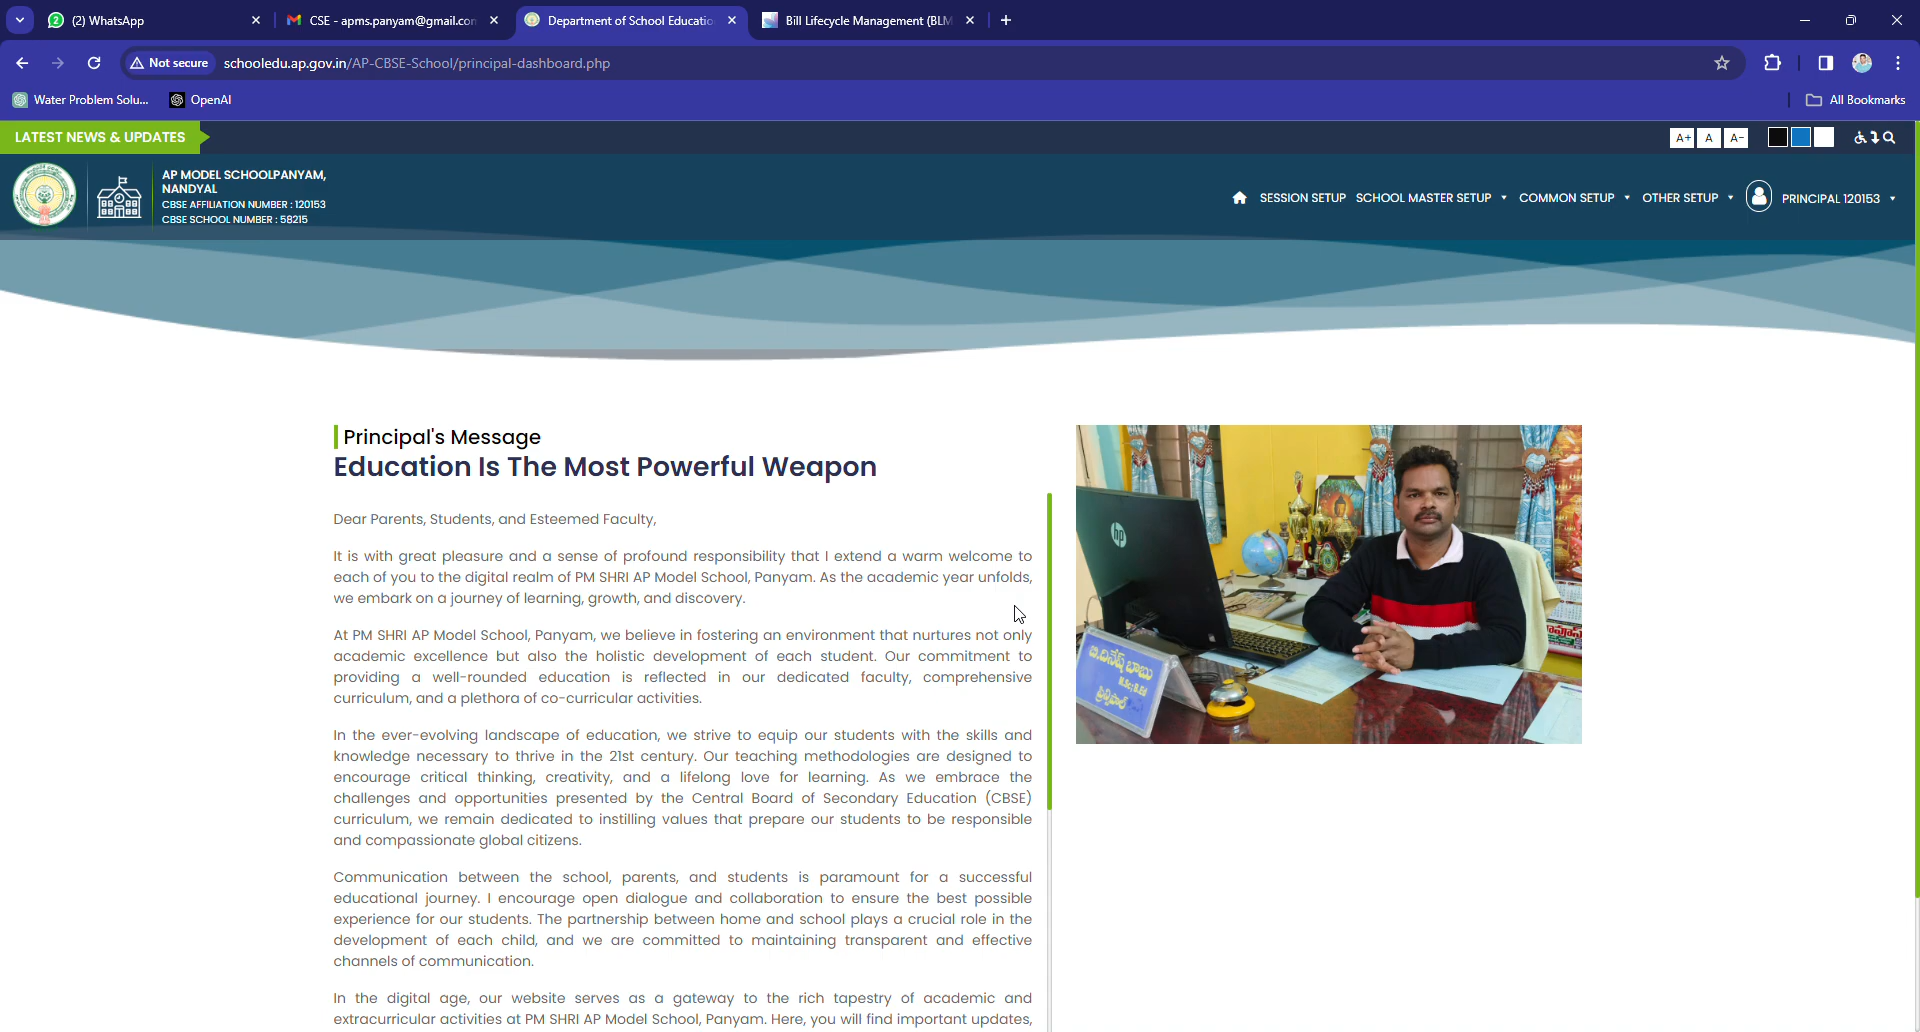 (2) WhatsApp
CSE - apms.panyam@gmail.con
Department of School Educatio
Bill Lifecycle Management (BLM
Not secure
schooledu.ap.gov.in/AP-CBSE-School/principal-dashboard.php
Water Problem Solu...
OpenAI
All Bookmarks
LATEST NEWS & UPDATES
A+ A A-
AP MODEL SCHOOLPANYAM,
NANDYAL
CBSE AFFILIATION NUMBER : 120153
CBSE SCHOOL NUMBER : 58215
SESSION SETUP SCHOOL MASTER SETUP COMMON SETUP OTHER SETUP PRINCIPAL 120153
Principal's Message
Education Is The Most Powerful Weapon
Dear Parents, Students, and Esteemed Faculty,
It is with great pleasure and a sense of profound responsibility that I extend a warm welcome to
each of you to the digital realm of PM SHRI AP Model School, Panyam. As the academic year unfolds,
we embark on a journey of learning, growth, and discovery.
At PM SHRI AP Model School, Panyam, we believe in fostering an environment that nurtures not only
academic excellence but also the holistic development of each student. Our commitment to
providing a well-rounded education is reflected in our dedicated faculty, comprehensive
curriculum, and a plethora of co-curricular activities.
In the ever-evolving landscape of education, we strive to equip our students with the skills and
knowledge necessary to thrive in the 21st century. Our teaching methodologies are designed to
encourage critical thinking, creativity, and a lifelong love for learning. As we embrace the
challenges and opportunities presented by the Central Board of Secondary Education (CBSE)
curriculum, we remain dedicated to instilling values that prepare our students to be responsible
and compassionate global citizens.
Communication between the school, parents, and students is paramount for a successful
educational journey. I encourage open dialogue and collaboration to ensure the best possible
experience for our students. The partnership between home and school plays a crucial role in the
development of each child, and we are committed to maintaining transparent and effective
channels of communication.
In the digital age, our website serves as a gateway to the rich tapestry of academic and
extracurricular activities at PM SHRI AP Model School, Panyam. Here, you will find important updates,
hp
బి.దినేష్ బాబు
M.Sc; B.Ed
ప్రిన్సిపాల్